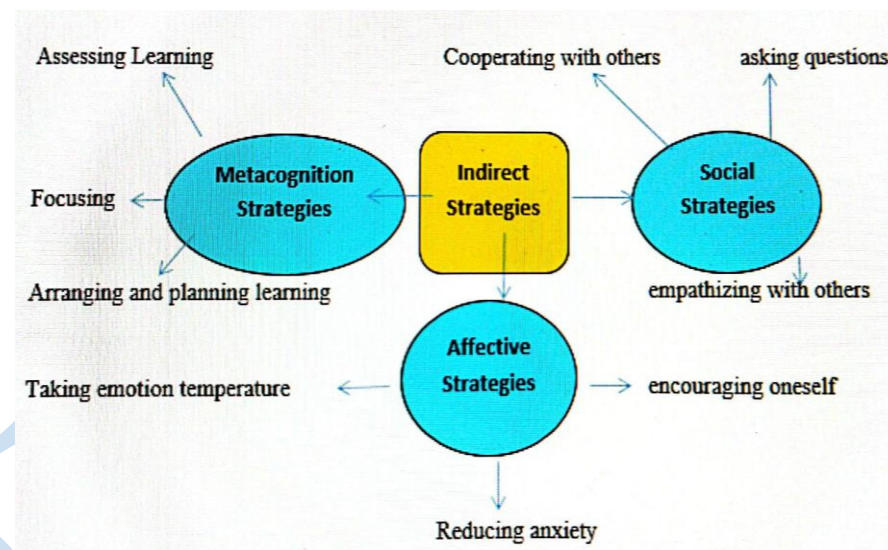 Assessing Learning
Cooperating with others
asking questions
Metacognition
Strategies
Indirect
Strategies
Social
Strategies
Focusing
Arranging and planning learning
empathizing with others
Affective
Strategies
Taking emotion temperature
encouraging oneself
Reducing anxiety